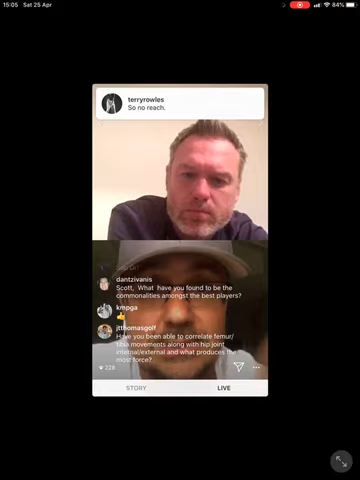 15:05 Sat 25 Apr
84%
terryrowles
So no reach.
dantzivanis
Scott, What have you found to be the
commonalities amongst the best players?
kmpga
👍
jtthomasgolf
Have you been able to correlate femur/
tibia movements along with hip joint
internal/external and what produces the
most force?
228
STORY
LIVE